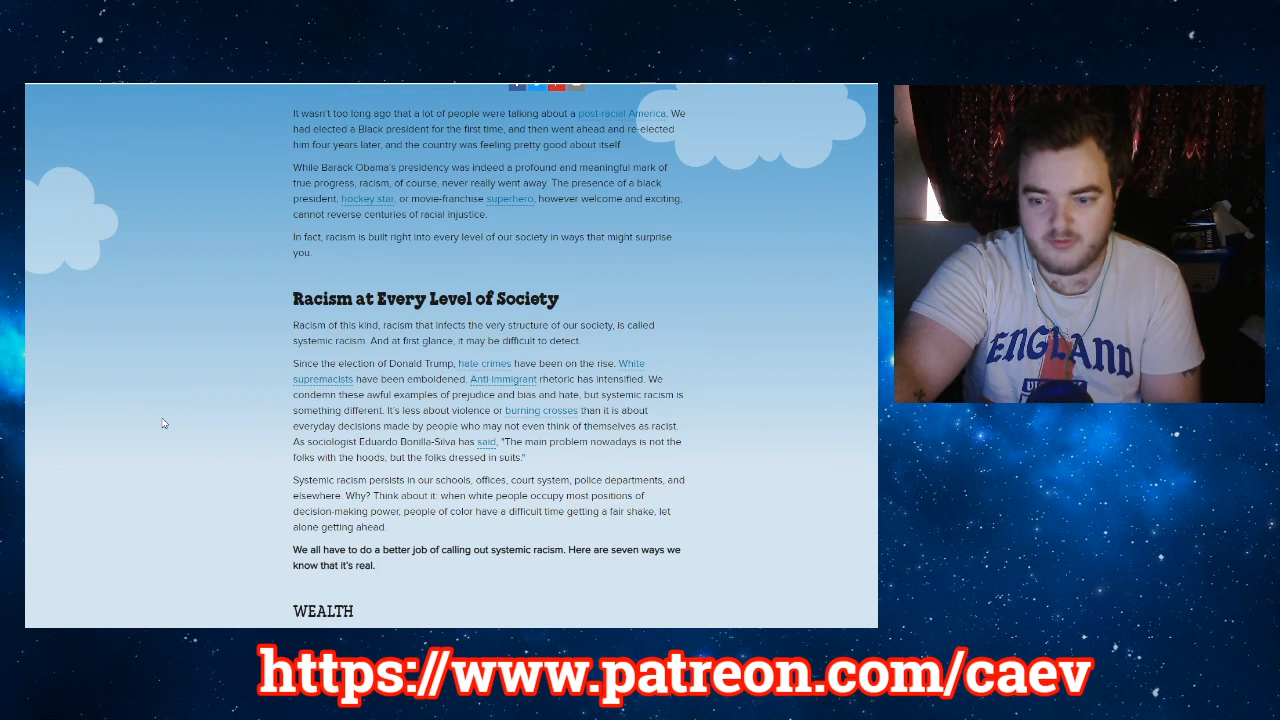 It wasn't too long ago that a lot of people were talking about a post-racial America. We
had elected a Black president for the first time, and then went ahead and re-elected
him four years later, and the country was feeling pretty good about itself.
While Barack Obama's presidency was indeed a profound and meaningful mark of
true progress, racism, of course, never really went away. The presence of a black
president, hockey star, or movie-franchise superhero, however welcome and exciting,
cannot reverse centuries of racial injustice.
In fact, racism is built right into every level of our society in ways that might surprise
you.
Racism at Every Level of Society
Racism of this kind, racism that infects the very structure of our society, is called
systemic racism. And at first glance, it may be difficult to detect.
Since the election of Donald Trump, hate crimes have been on the rise. White
supremacists have been emboldened. Anti-immigrant rhetoric has intensified. We
condemn these awful examples of prejudice and bias and hate, but systemic racism is
something different. It's less about violence or burning crosses than it is about
everyday decisions made by people who may not even think of themselves as racist.
As sociologist Eduardo Bonilla-Silva has said, "The main problem nowadays is not the
folks with the hoods, but the folks dressed in suits."
Systemic racism persists in our schools, offices, court system, police departments, and
elsewhere. Why? Think about it: when white people occupy most positions of
decision-making power, people of color have a difficult time getting a fair shake, let
alone getting ahead.
We all have to do a better job of calling out systemic racism. Here are seven ways we
know that it's real.
WEALTH
ENGLAND
https://www.patreon.com/caev